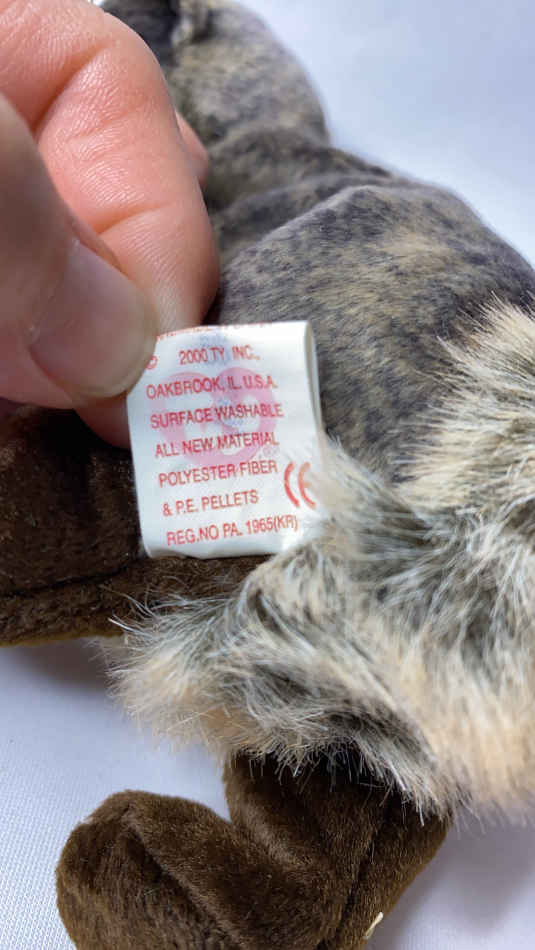 © 2000 TY INC.,
OAKBROOK, IL. U.S.A.
SURFACE WASHABLE
ALL NEW MATERIAL
POLYESTER FIBER
& P.E. PELLETS CE
REG.NO PA. 1965(KR)